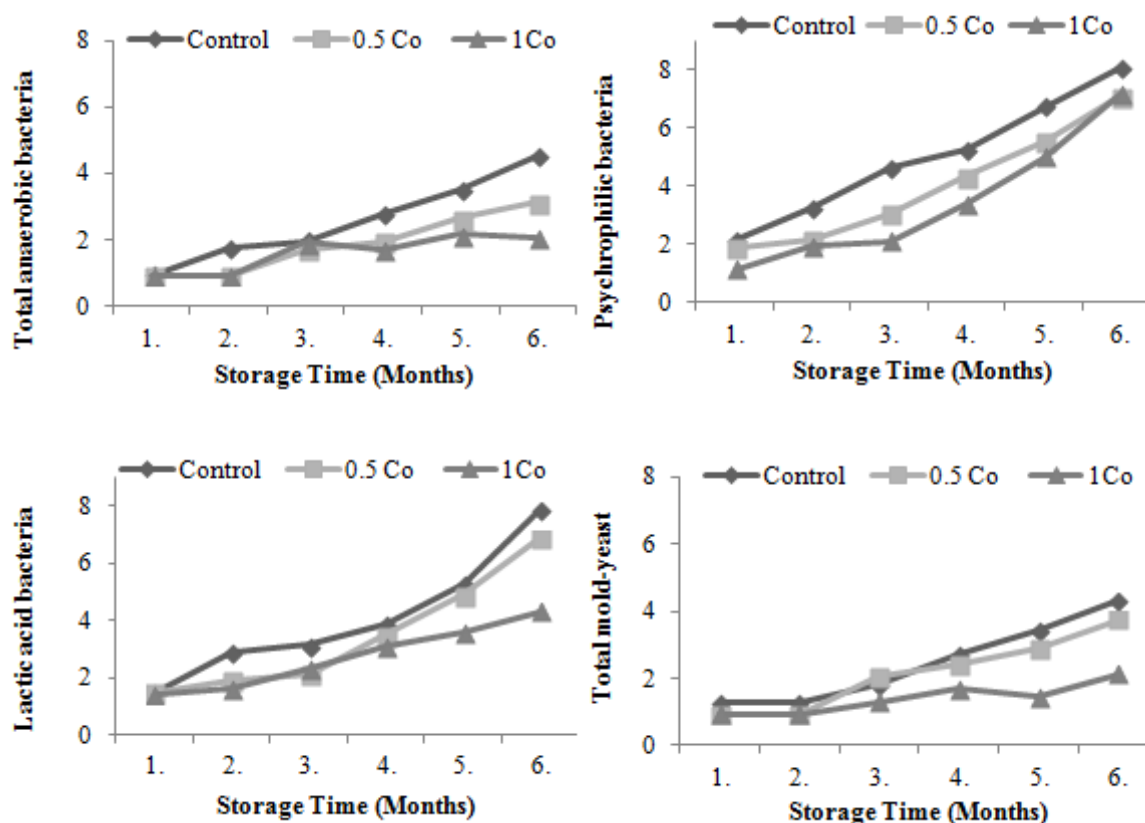 Control 0.5 Co 1Co
Total anaerobic bacteria
8
6
4
2
0
1. 2. 3. 4. 5. 6.
Storage Time (Months)
Control 0.5 Co 1Co
Psychrophilic bacteria
8
6
4
2
0
1. 2. 3. 4. 5. 6.
Storage Time (Months)
Control 0.5 Co 1Co
Lactic acid bacteria
8
6
4
2
0
1. 2. 3. 4. 5. 6.
Storage Time (Months)
Control 0.5 Co 1Co
Total mold-yeast
8
6
4
2
0
1. 2. 3. 4. 5. 6.
Storage Time (Months)